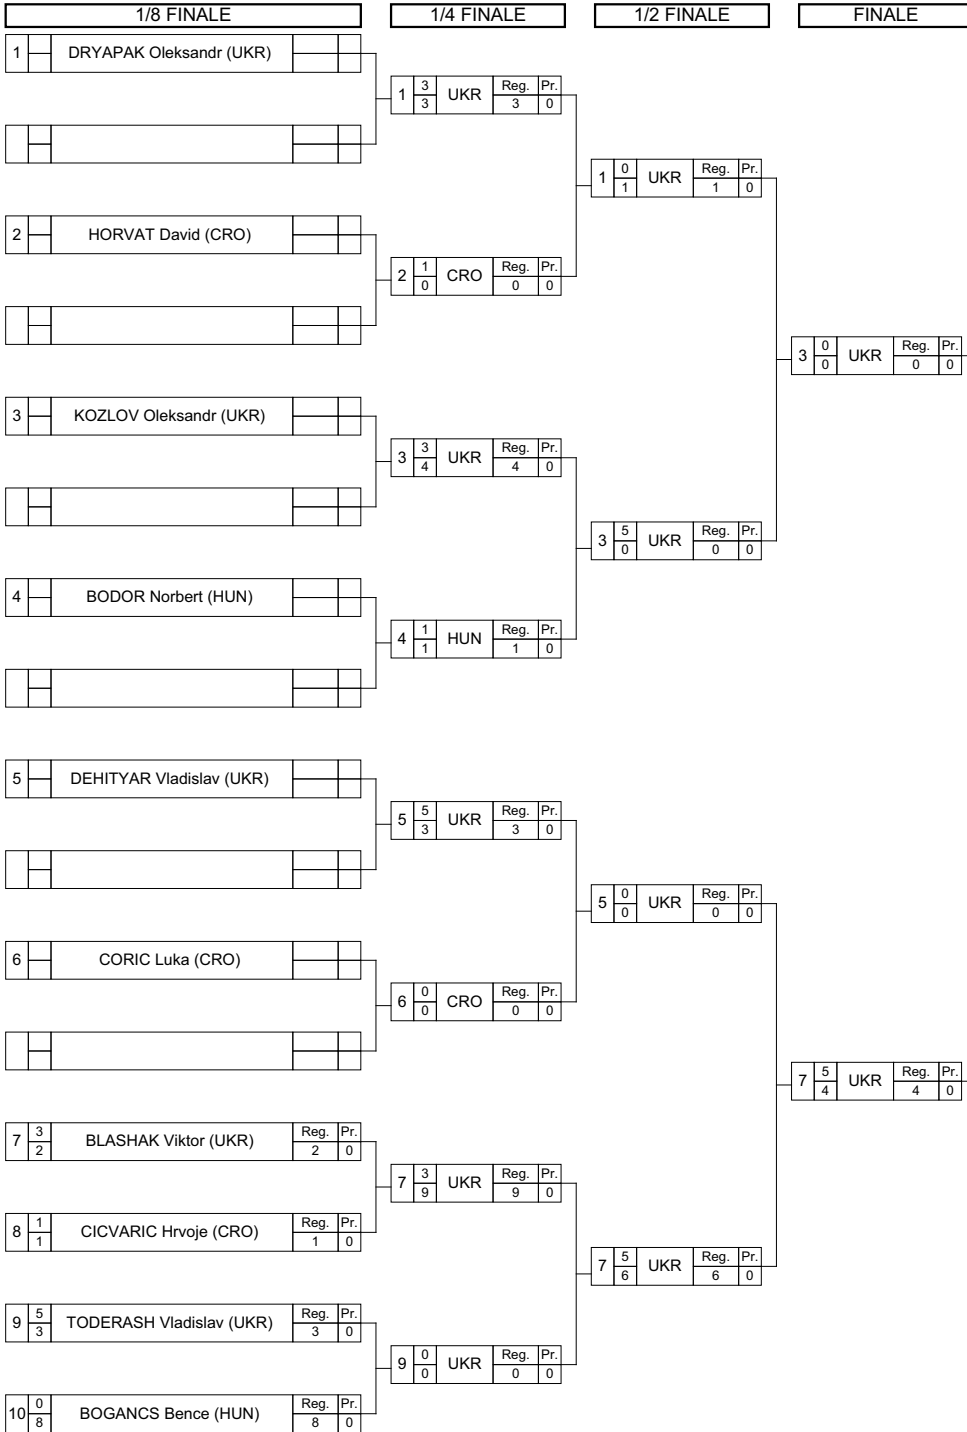 1/8 FINALE 1/4 FINALE 1/2 FINALE FINALE
1 DRYAPAK Oleksandr (UKR)
1 3 3 UKR Reg. 3 Pr. 0
1 0 1 UKR Reg. 1 Pr. 0
2 HORVAT David (CRO)
2 1 0 CRO Reg. 0 Pr. 0
3 0 0 UKR Reg. 0 Pr. 0
3 KOZLOV Oleksandr (UKR)
3 3 4 UKR Reg. 4 Pr. 0
3 5 0 UKR Reg. 0 Pr. 0
4 BODOR Norbert (HUN)
4 1 1 HUN Reg. 1 Pr. 0
5 DEHITYAR Vladislav (UKR)
5 5 3 UKR Reg. 3 Pr. 0
5 0 0 UKR Reg. 0 Pr. 0
6 CORIC Luka (CRO)
6 0 0 CRO Reg. 0 Pr. 0
7 5 4 UKR Reg. 4 Pr. 0
7 3 2 BLASHAK Viktor (UKR) Reg. 2 Pr. 0
7 3 9 UKR Reg. 9 Pr. 0
8 1 1 CICVARIC Hrvoje (CRO) Reg. 1 Pr. 0
7 5 6 UKR Reg. 6 Pr. 0
9 5 3 TODERASH Vladislav (UKR) Reg. 3 Pr. 0
9 0 0 UKR Reg. 0 Pr. 0
10 0 8 BOGANCS Bence (HUN) Reg. 8 Pr. 0